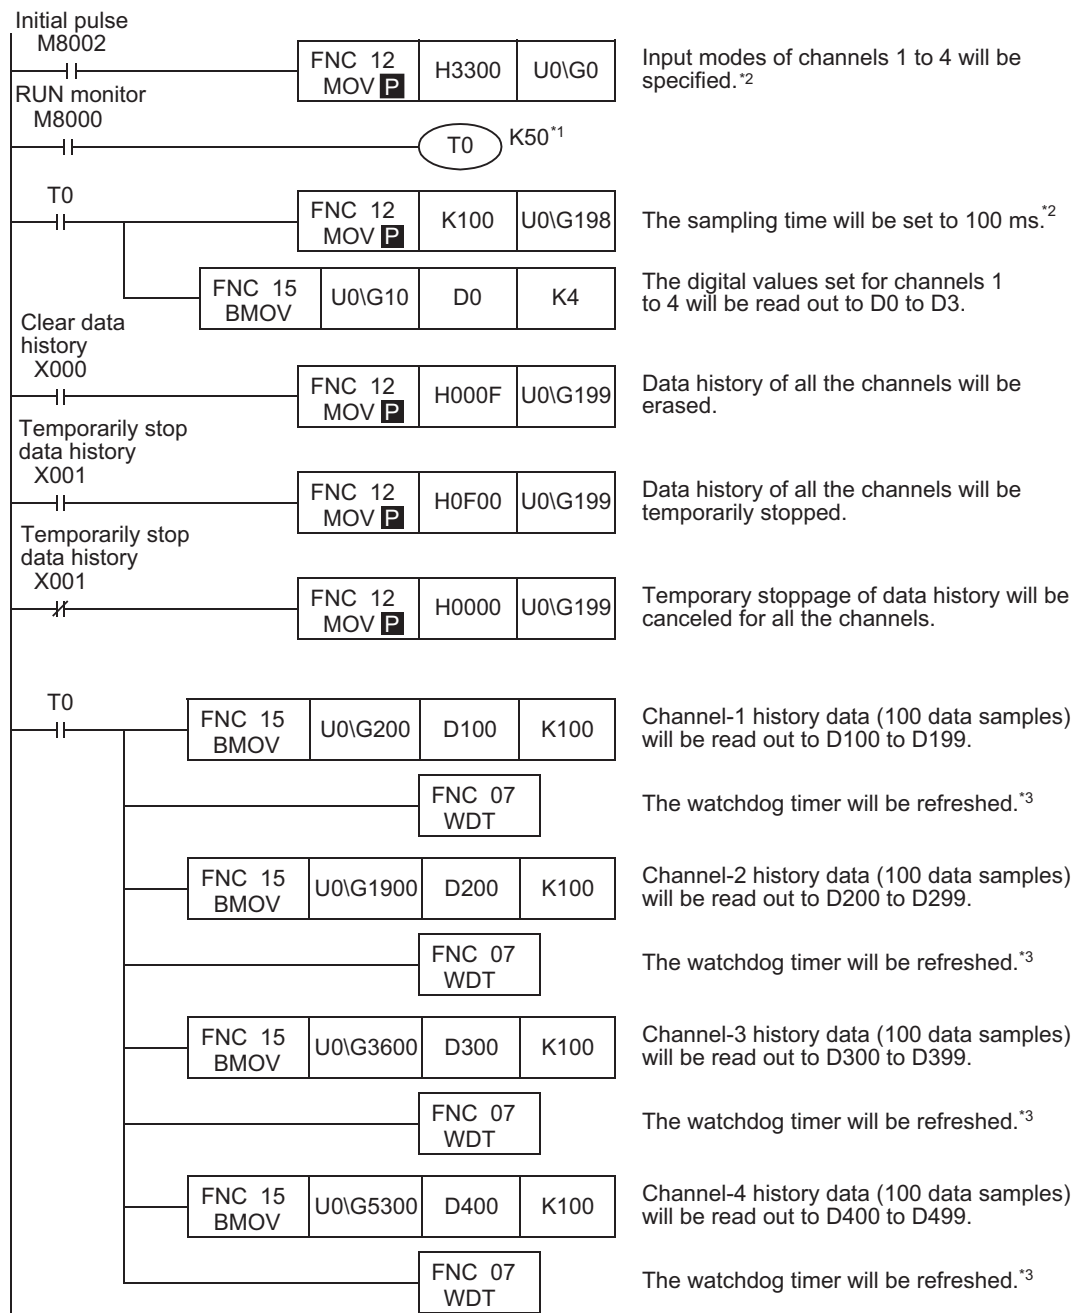 Initial pulse
M8002
FNC 12
MOV P
H3300
U0\G0
Input modes of channels 1 to 4 will be
specified.*2
RUN monitor
M8000
T0
K50*1
T0
FNC 12
MOV P
K100
U0\G198
The sampling time will be set to 100 ms.*2
FNC 15
BMOV
U0\G10
D0
K4
The digital values set for channels 1
to 4 will be read out to D0 to D3.
Clear data
history
X000
FNC 12
MOV P
H000F
U0\G199
Data history of all the channels will be
erased.
Temporarily stop
data history
X001
FNC 12
MOV P
H0F00
U0\G199
Data history of all the channels will be
temporarily stopped.
Temporarily stop
data history
X001
FNC 12
MOV P
H0000
U0\G199
Temporary stoppage of data history will be
canceled for all the channels.
T0
FNC 15
BMOV
U0\G200
D100
K100
Channel-1 history data (100 data samples)
will be read out to D100 to D199.
FNC 07
WDT
The watchdog timer will be refreshed.*3
FNC 15
BMOV
U0\G1900
D200
K100
Channel-2 history data (100 data samples)
will be read out to D200 to D299.
FNC 07
WDT
The watchdog timer will be refreshed.*3
FNC 15
BMOV
U0\G3600
D300
K100
Channel-3 history data (100 data samples)
will be read out to D300 to D399.
FNC 07
WDT
The watchdog timer will be refreshed.*3
FNC 15
BMOV
U0\G5300
D400
K100
Channel-4 history data (100 data samples)
will be read out to D400 to D499.
FNC 07
WDT
The watchdog timer will be refreshed.*3